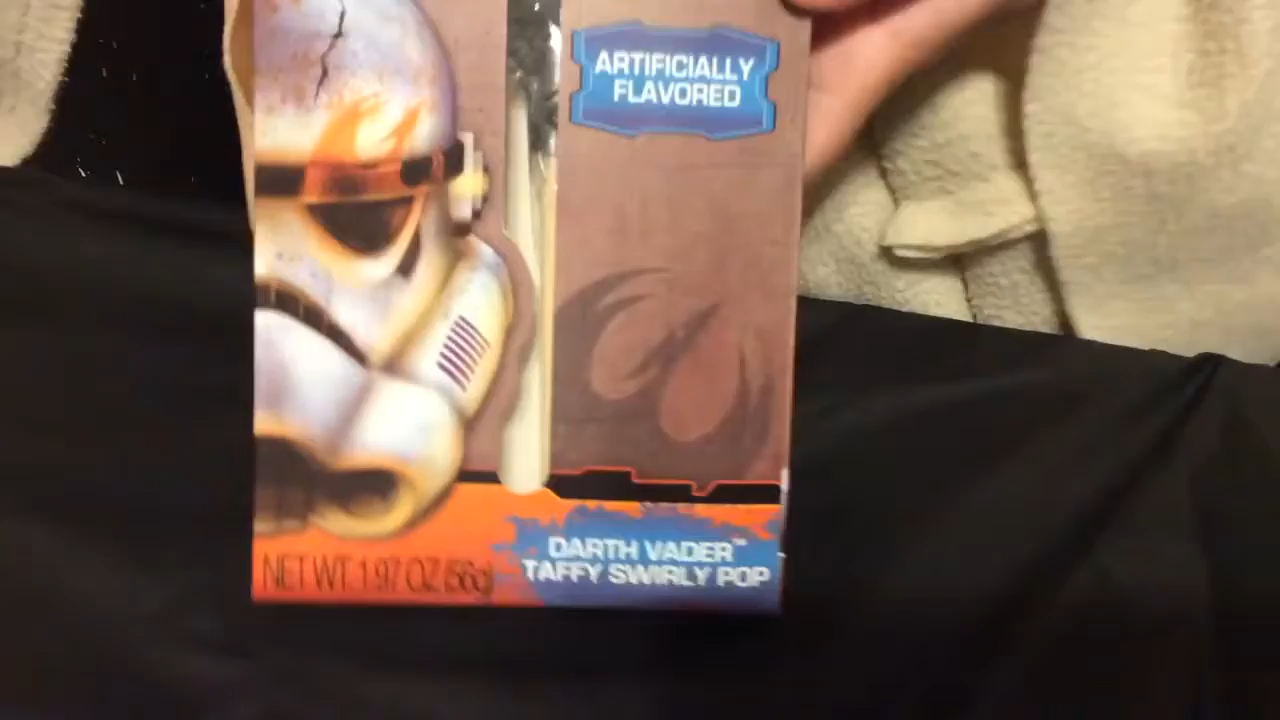 ARTIFICIALLY
FLAVORED
DARTH VADER™
TAFFY SWIRLY POP
NET WT. 1.97 OZ (56g)